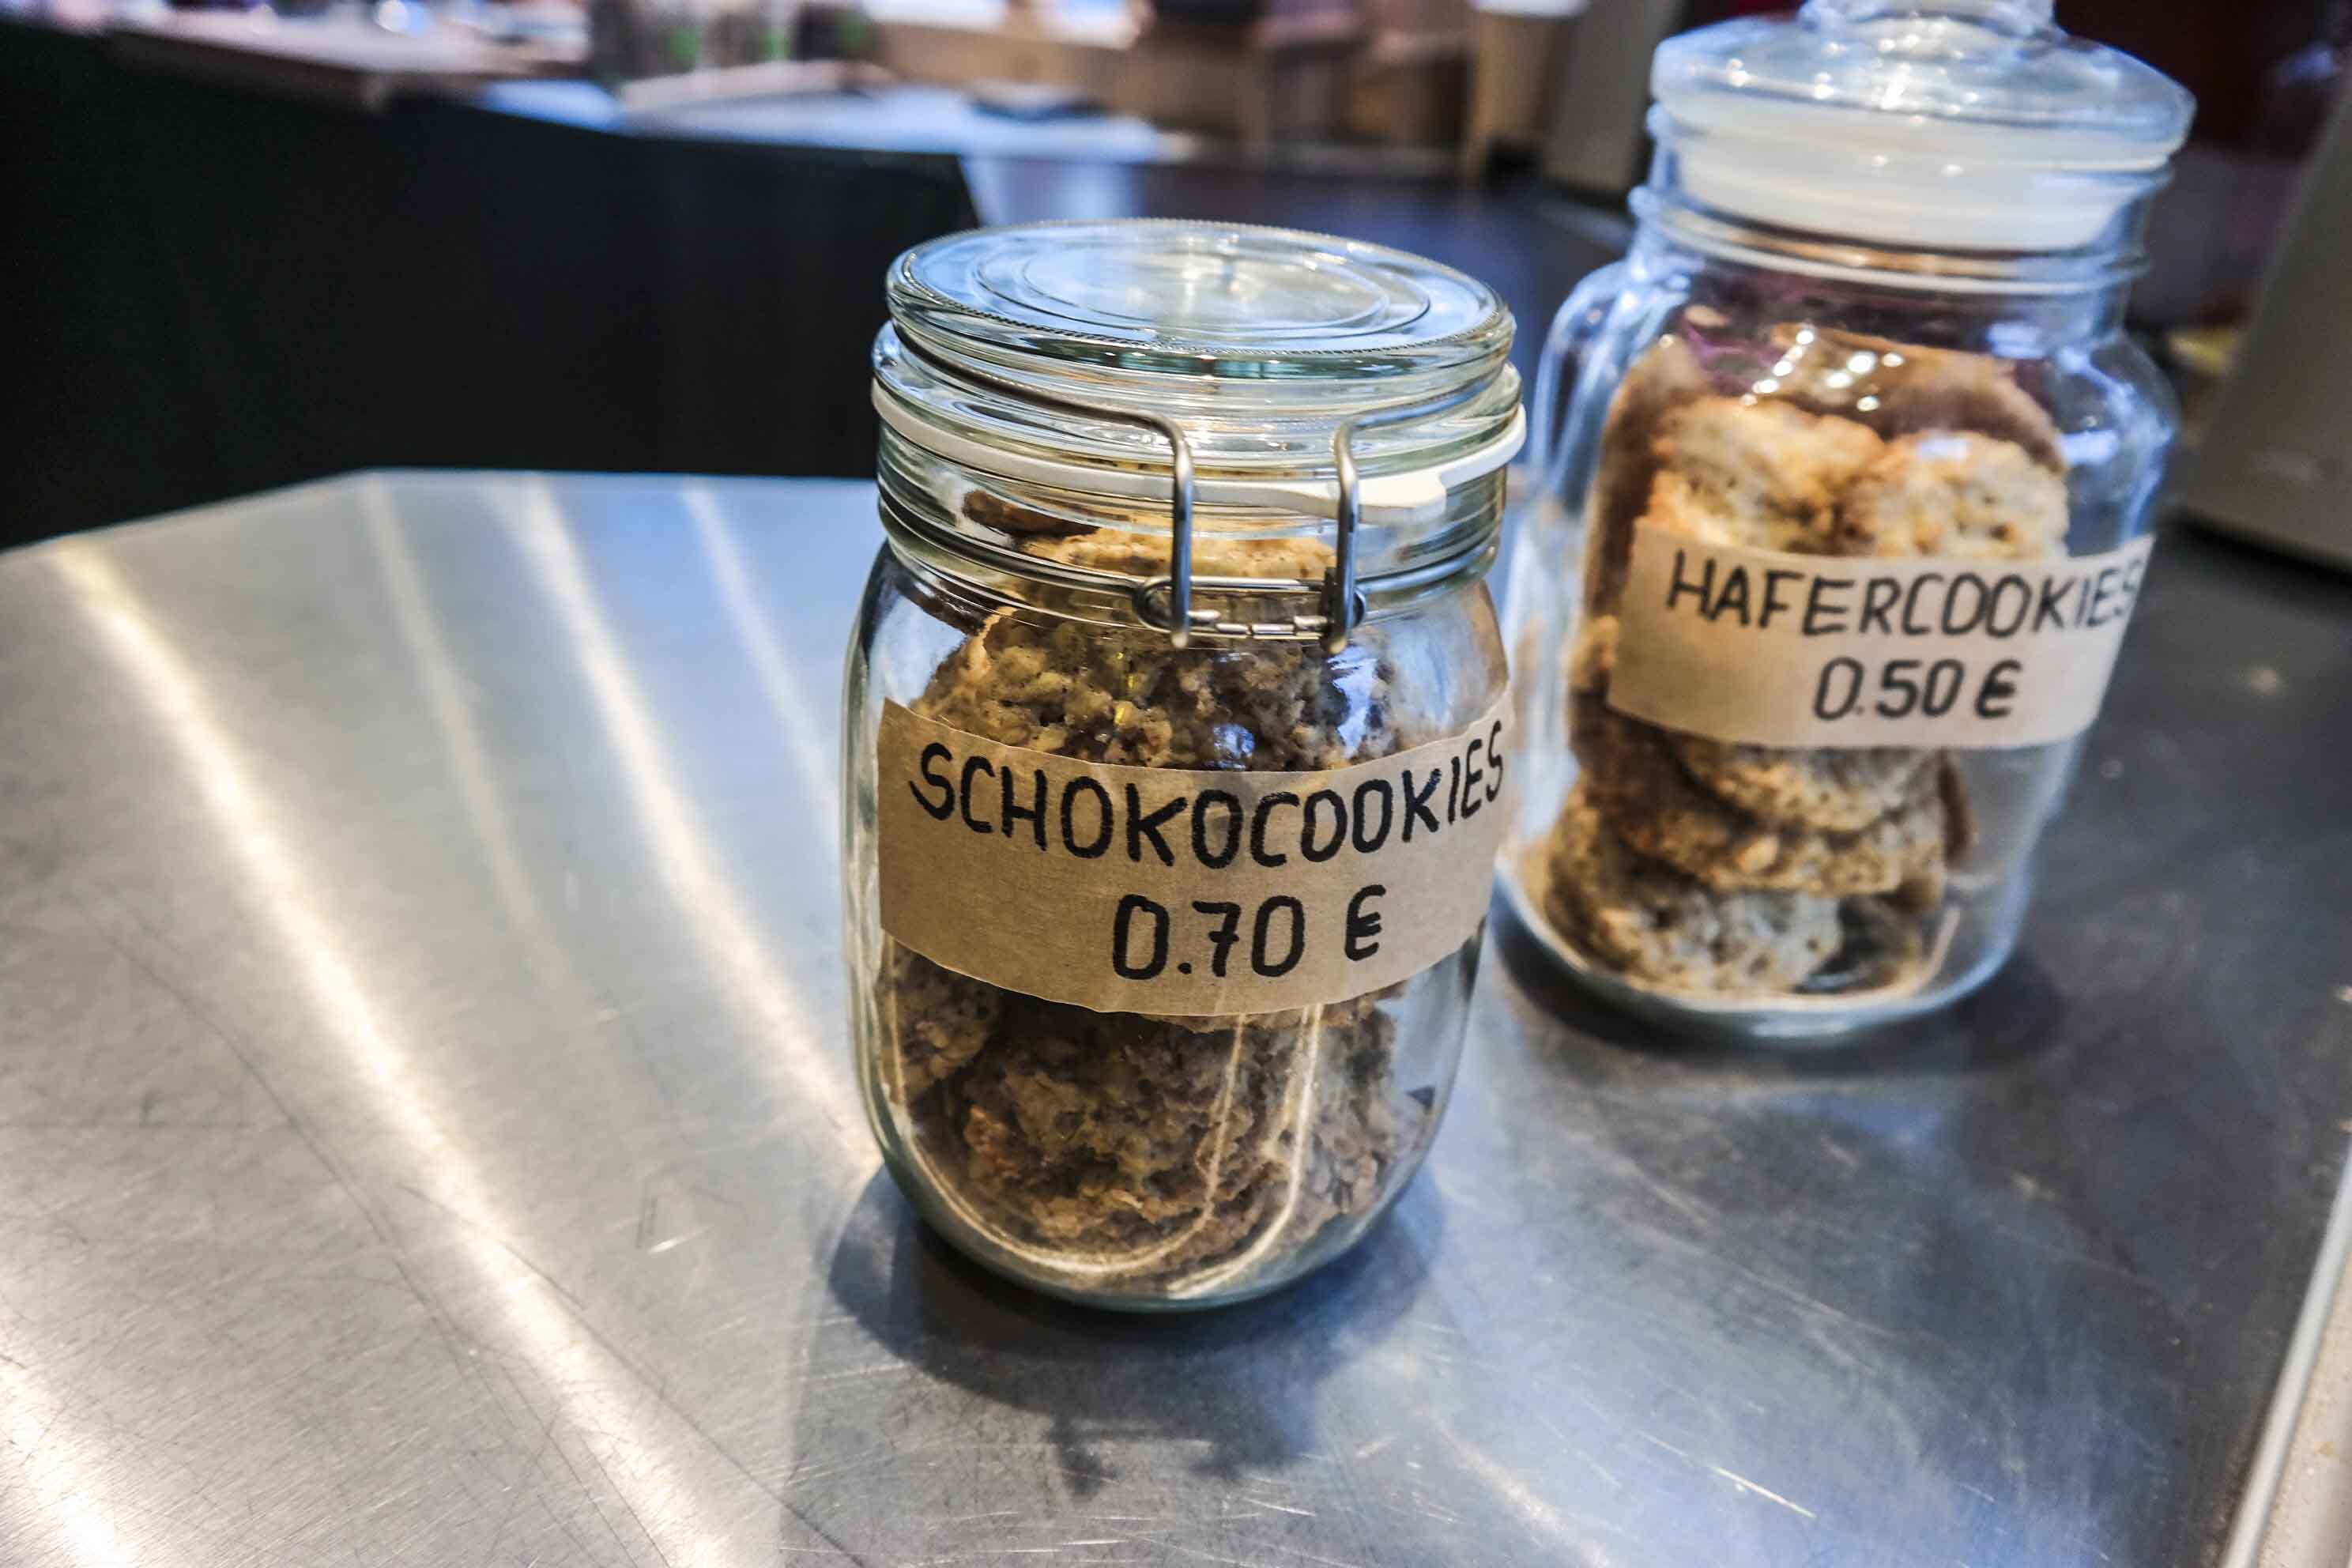 SCHOKOCOOKIES
0.70 €
HAFERCOOKIES
0.50 €